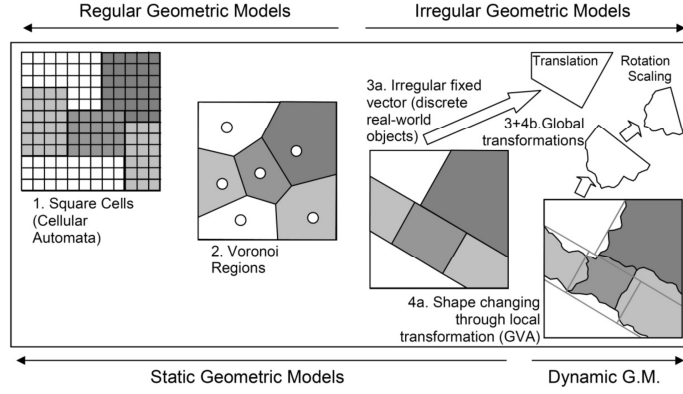 Regular Geometric Models
Irregular Geometric Models
1. Square Cells
(Cellular
Automata)
2. Voronoi
Regions
3a. Irregular fixed
vector (discrete
real-world
objects)
Translation
Rotation
Scaling
3+4b.Global
transformations
4a. Shape changing
through local
transformation (GVA)
Static Geometric Models
Dynamic G.M.